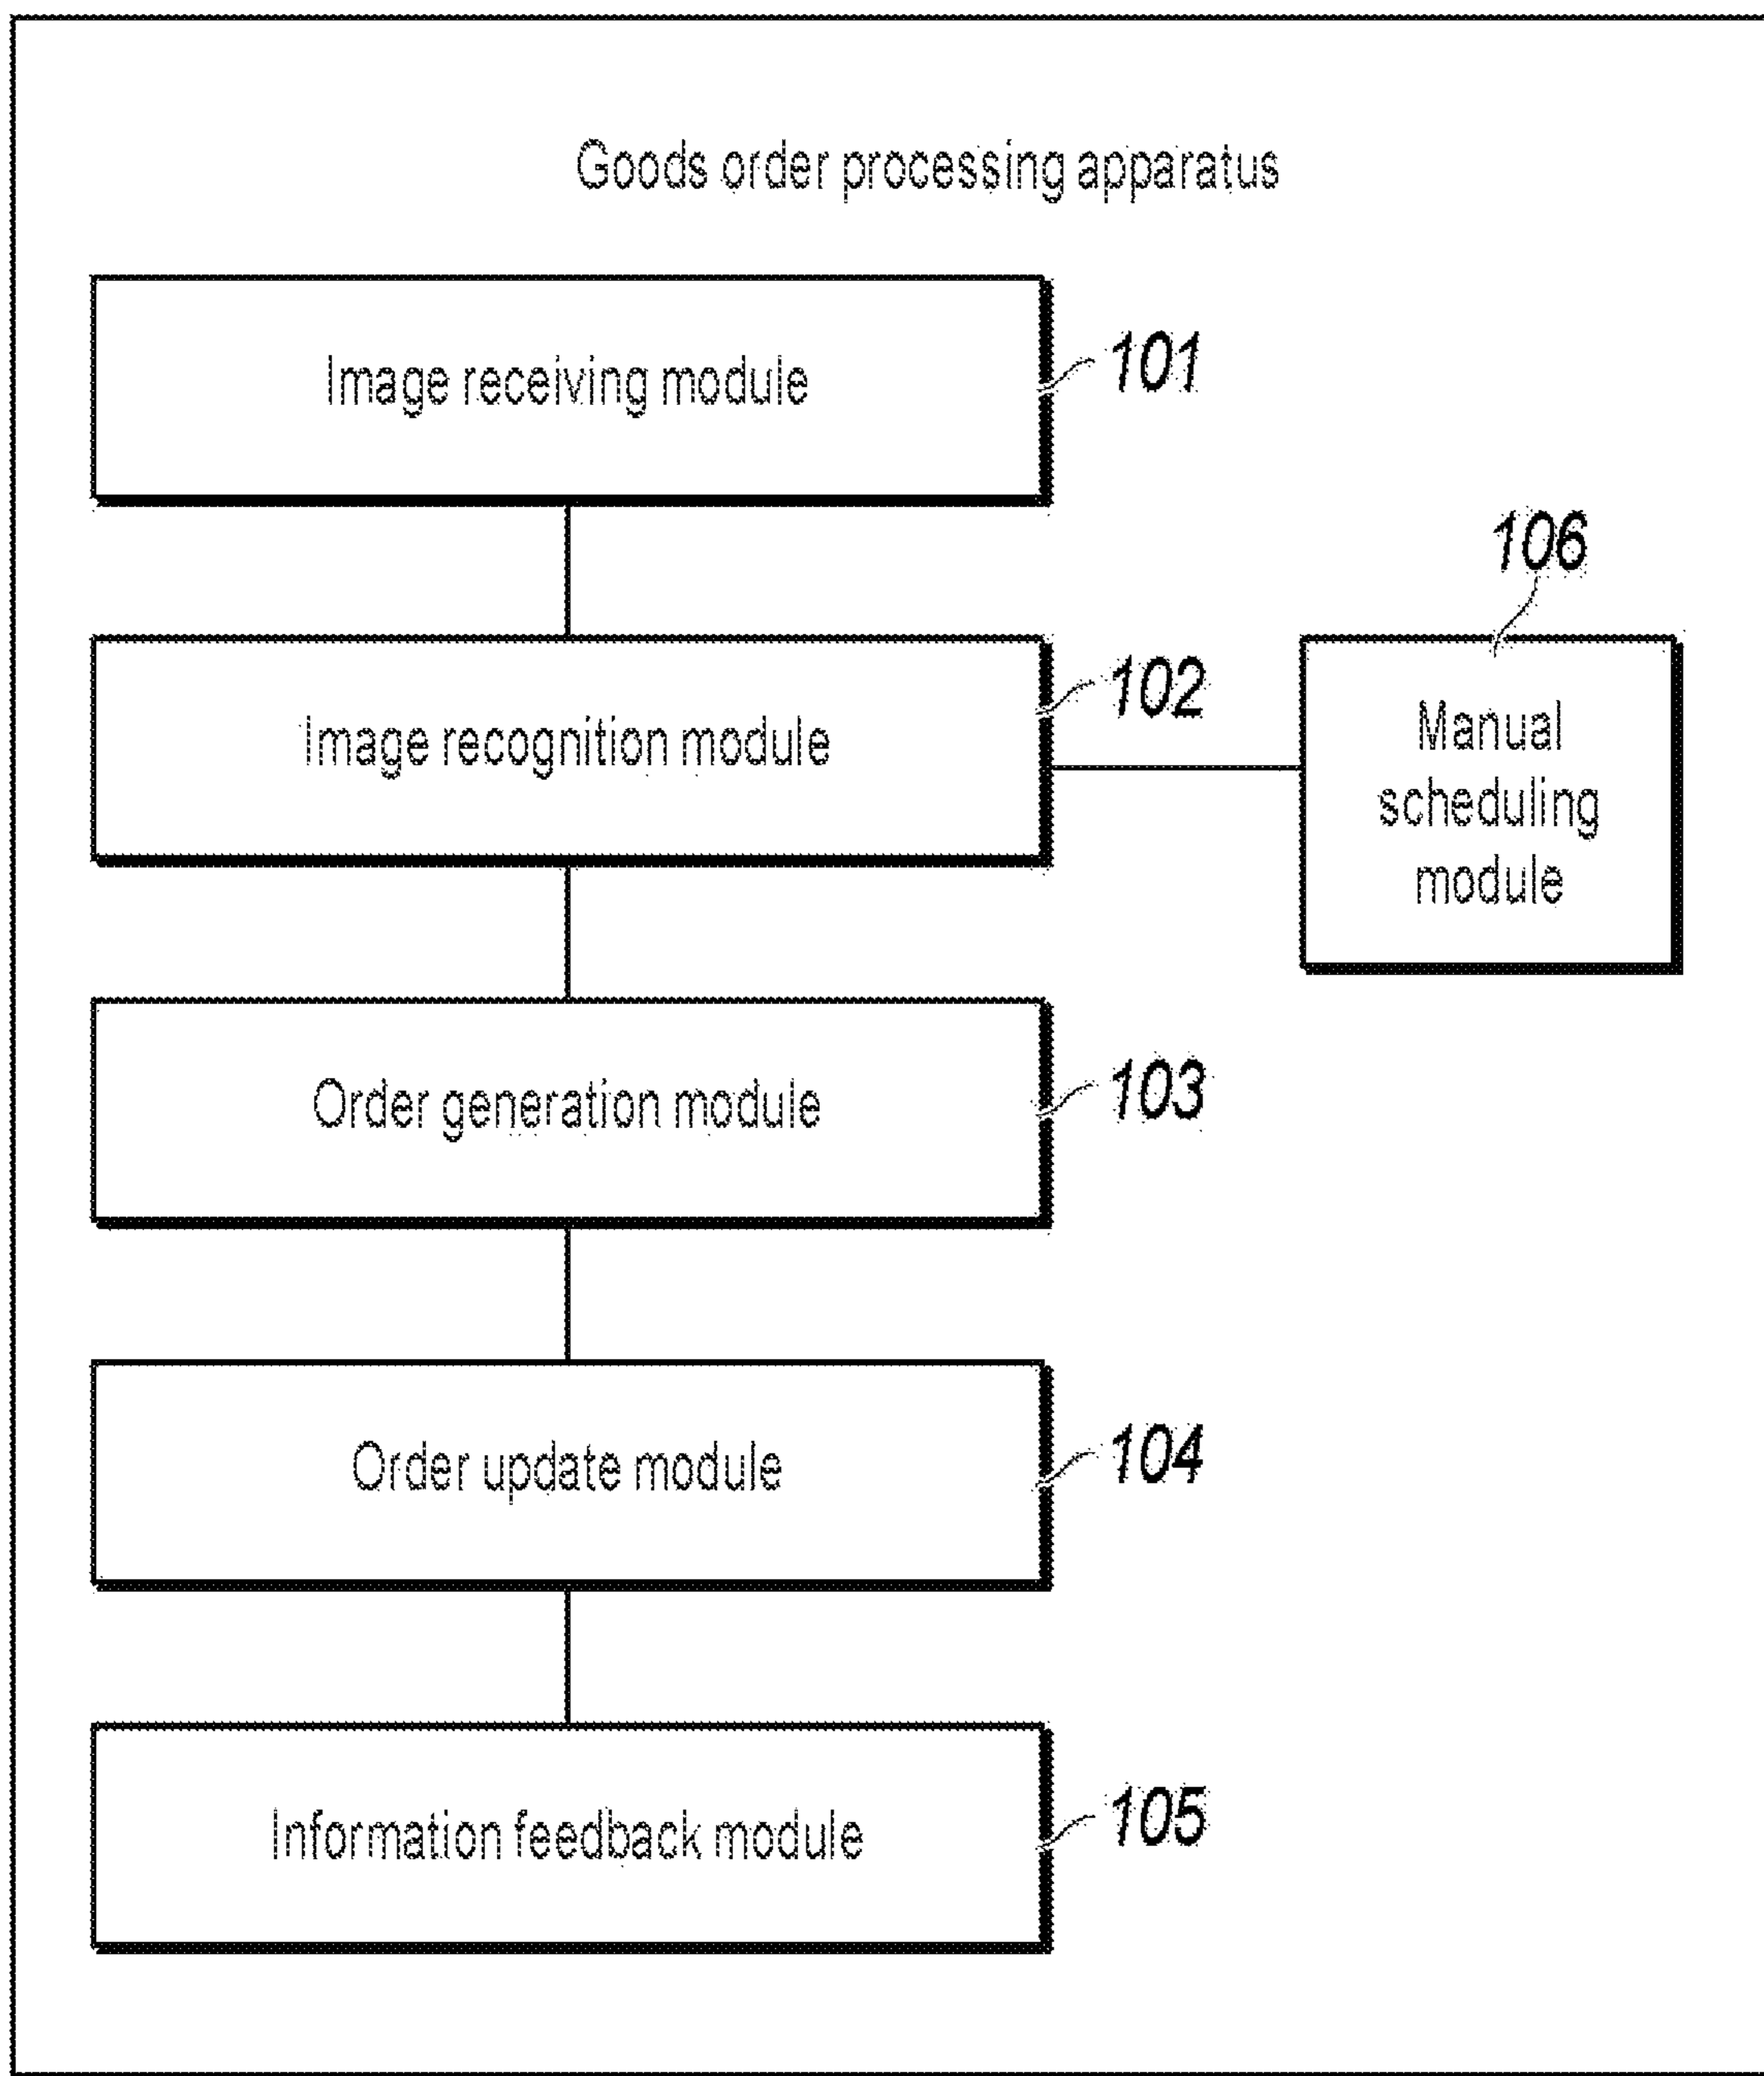 Goods order processing apparatus
Image receiving module
101
106
Image recognition module
102
Manual
scheduling
module
Order generation module
103
Order update module
104
Information feedback module
105